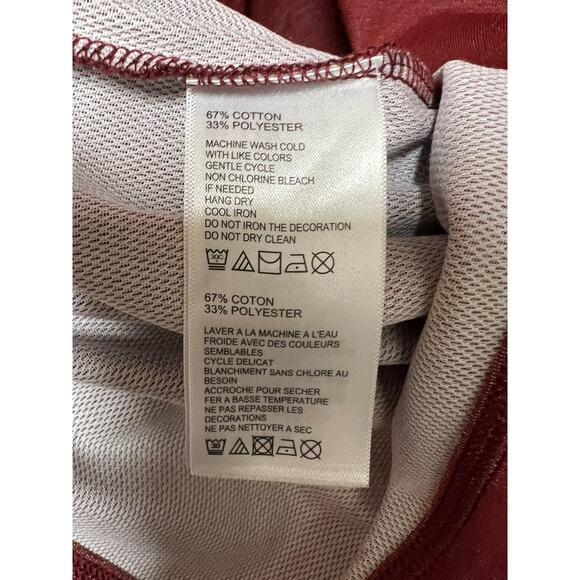 67% COTTON
33% POLYESTER
MACHINE WASH COLD
WITH LIKE COLORS
GENTLE CYCLE
NON CHLORINE BLEACH
IF NEEDED
HANG DRY
COOL IRON
DO NOT IRON THE DECORATION
DO NOT DRY CLEAN
30C
67% COTON
33% POLYESTER
LAVER A LA MACHINE A L'EAU
FROIDE AVEC DES COULEURS
SEMBLABLES
CYCLE DELICAT
BLANCHIMENT SANS CHLORE AU
BESOIN
ACCROCHE POUR SECHER
FER A BASSE TEMPERATURE
NE PAS REPASSER LES
DECORATIONS
NE PAS NETTOYER A SEC
30